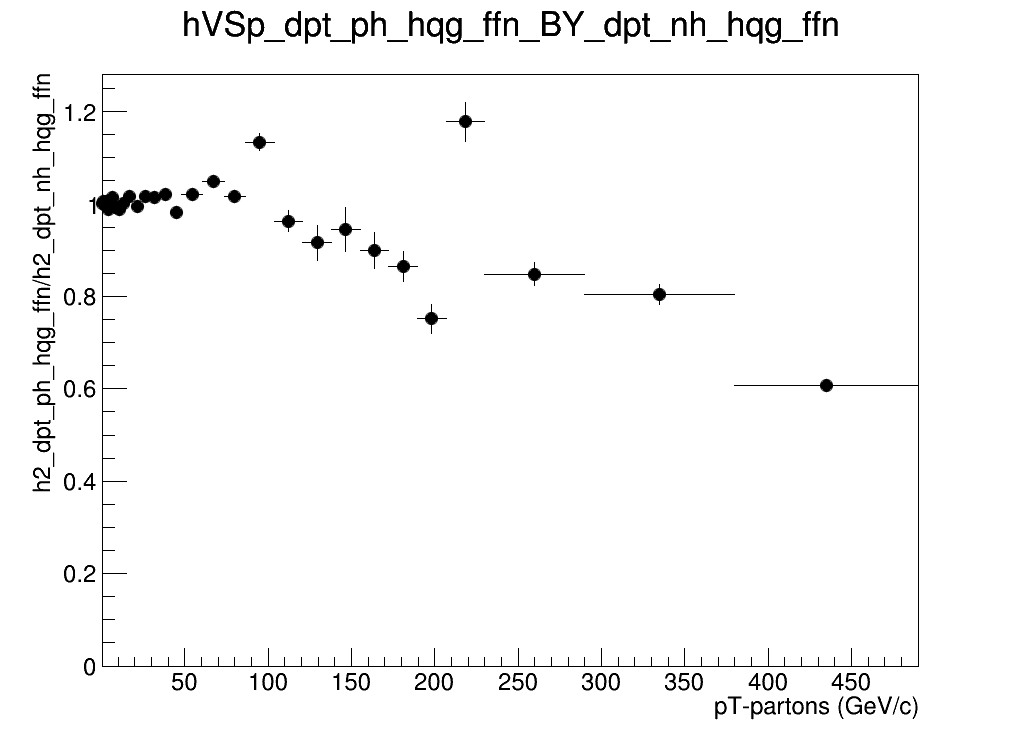 hVSp_dpt_ph_hqg_ffn_BY_dpt_nh_hqg_ffn
h2_dpt_ph_hqg_ffn/h2_dpt_nh_hqg_ffn
1.2
1
0.8
0.6
0.4
0.2
0
50 100 150 200 250 300 350 400 450
pT-partons (GeV/c)